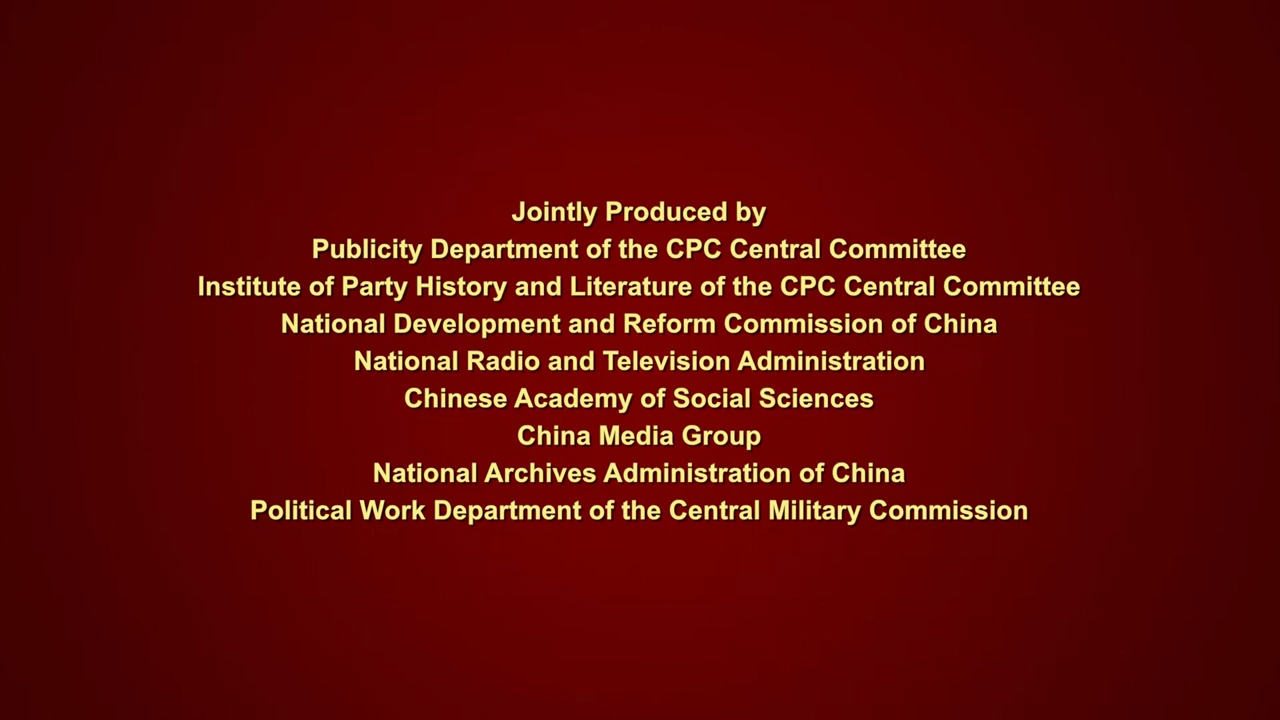 Jointly Produced by
Publicity Department of the CPC Central Committee
Institute of Party History and Literature of the CPC Central Committee
National Development and Reform Commission of China
National Radio and Television Administration
Chinese Academy of Social Sciences
China Media Group
National Archives Administration of China
Political Work Department of the Central Military Commission